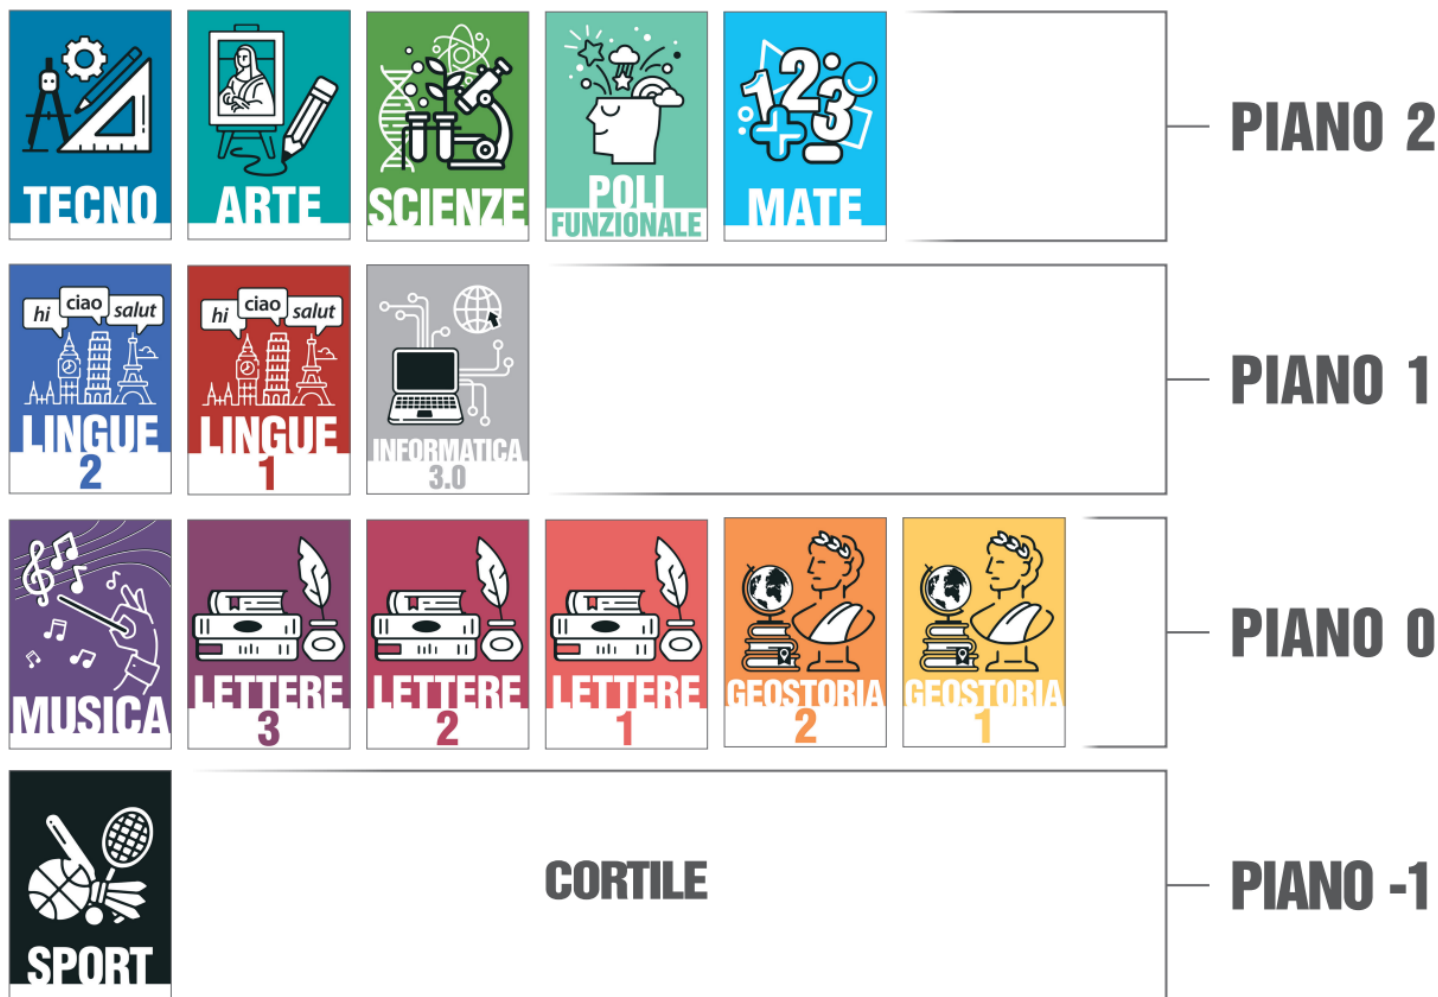 TECNO
ARTE
SCIENZE
POLI
FUNZIONALE
123
MATE
PIANO 2
hi ciao salut
LINGUE
2
hi ciao salut
LINGUE
1
INFORMATICA
3.0
PIANO 1
MUSICA
LETTERE
3
LETTERE
2
LETTERE
1
GEOSTORIA
2
GEOSTORIA
1
PIANO 0
SPORT
CORTILE
PIANO -1